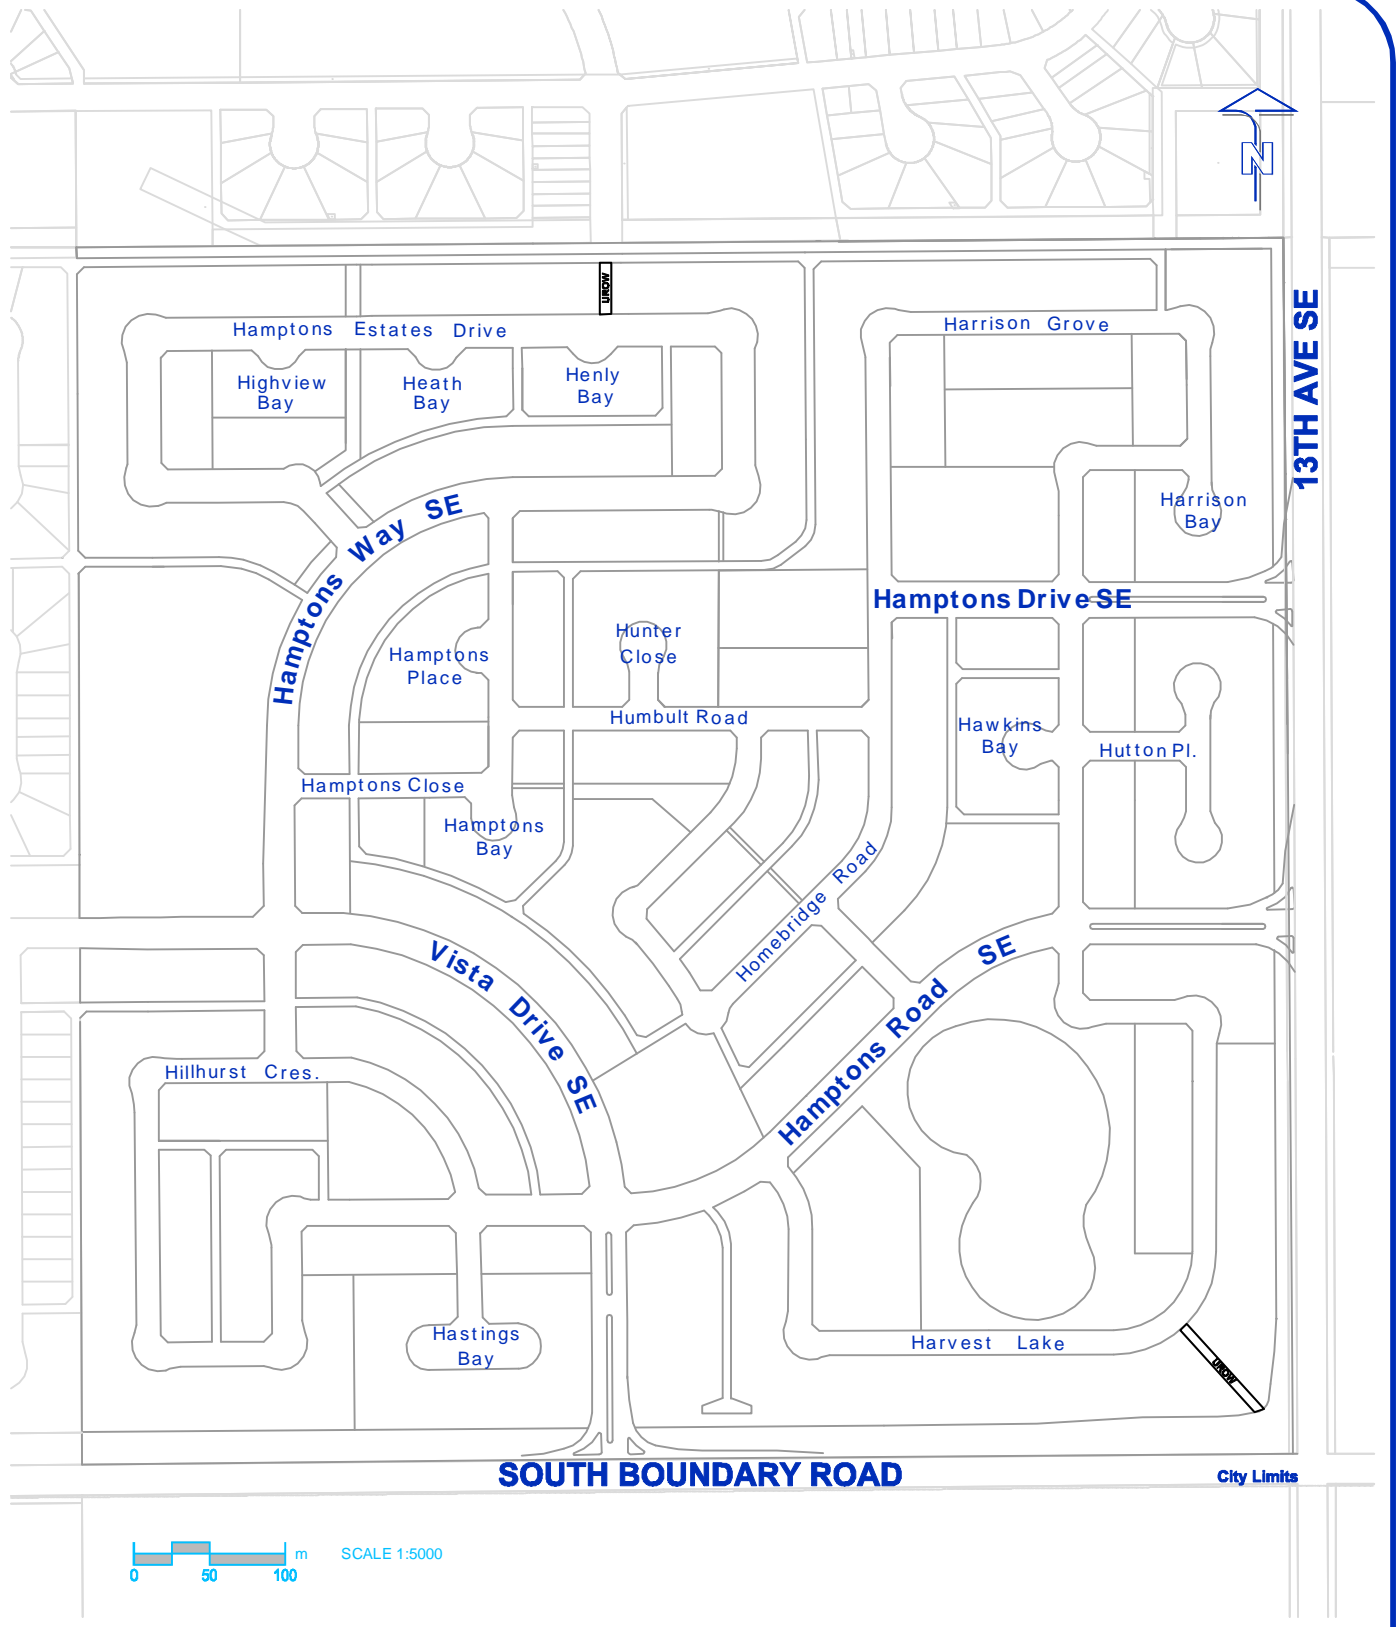 N
UROW
13TH AVE SE
Hamptons Estates Drive
Harrison Grove
Highview
Bay
Heath
Bay
Henly
Bay
Hamptons Way SE
Harrison
Bay
Hamptons Drive SE
Hunter
Close
Hamptons
Place
Humbult Road
Hawkins
Bay
Hutton Pl.
Hamptons Close
Hamptons
Bay
Homebridge Road
Vista Drive SE
Hamptons Road SE
Hillhurst Cres.
Hastings
Bay
Harvest Lake
UROW
SOUTH BOUNDARY ROAD
City Limits
m
SCALE 1:5000
0 50 100